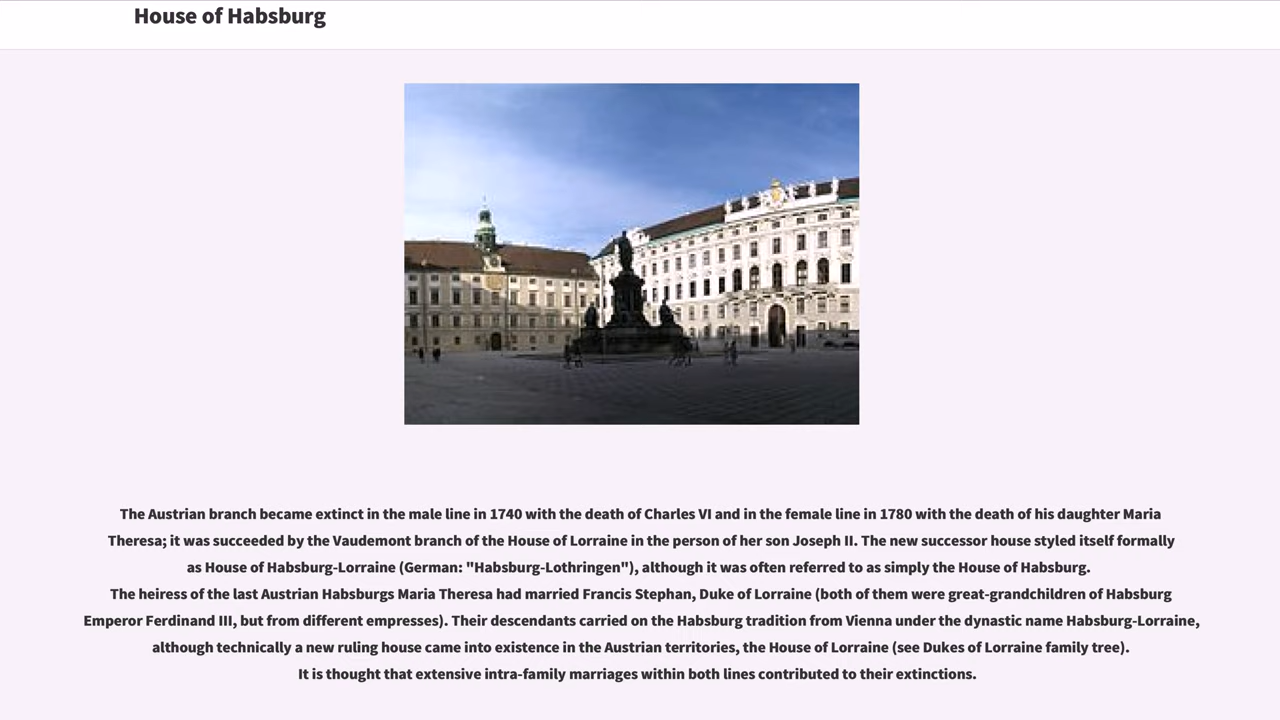 House of Habsburg
The Austrian branch became extinct in the male line in 1740 with the death of Charles VI and in the female line in 1780 with the death of his daughter Maria
Theresa; it was succeeded by the Vaudemont branch of the House of Lorraine in the person of her son Joseph II. The new successor house styled itself formally
as House of Habsburg-Lorraine (German: "Habsburg-Lothringen"), although it was often referred to as simply the House of Habsburg.
The heiress of the last Austrian Habsburgs Maria Theresa had married Francis Stephan, Duke of Lorraine (both of them were great-grandchildren of Habsburg
Emperor Ferdinand III, but from different empresses). Their descendants carried on the Habsburg tradition from Vienna under the dynastic name Habsburg-Lorraine,
although technically a new ruling house came into existence in the Austrian territories, the House of Lorraine (see Dukes of Lorraine family tree).
It is thought that extensive intra-family marriages within both lines contributed to their extinctions.